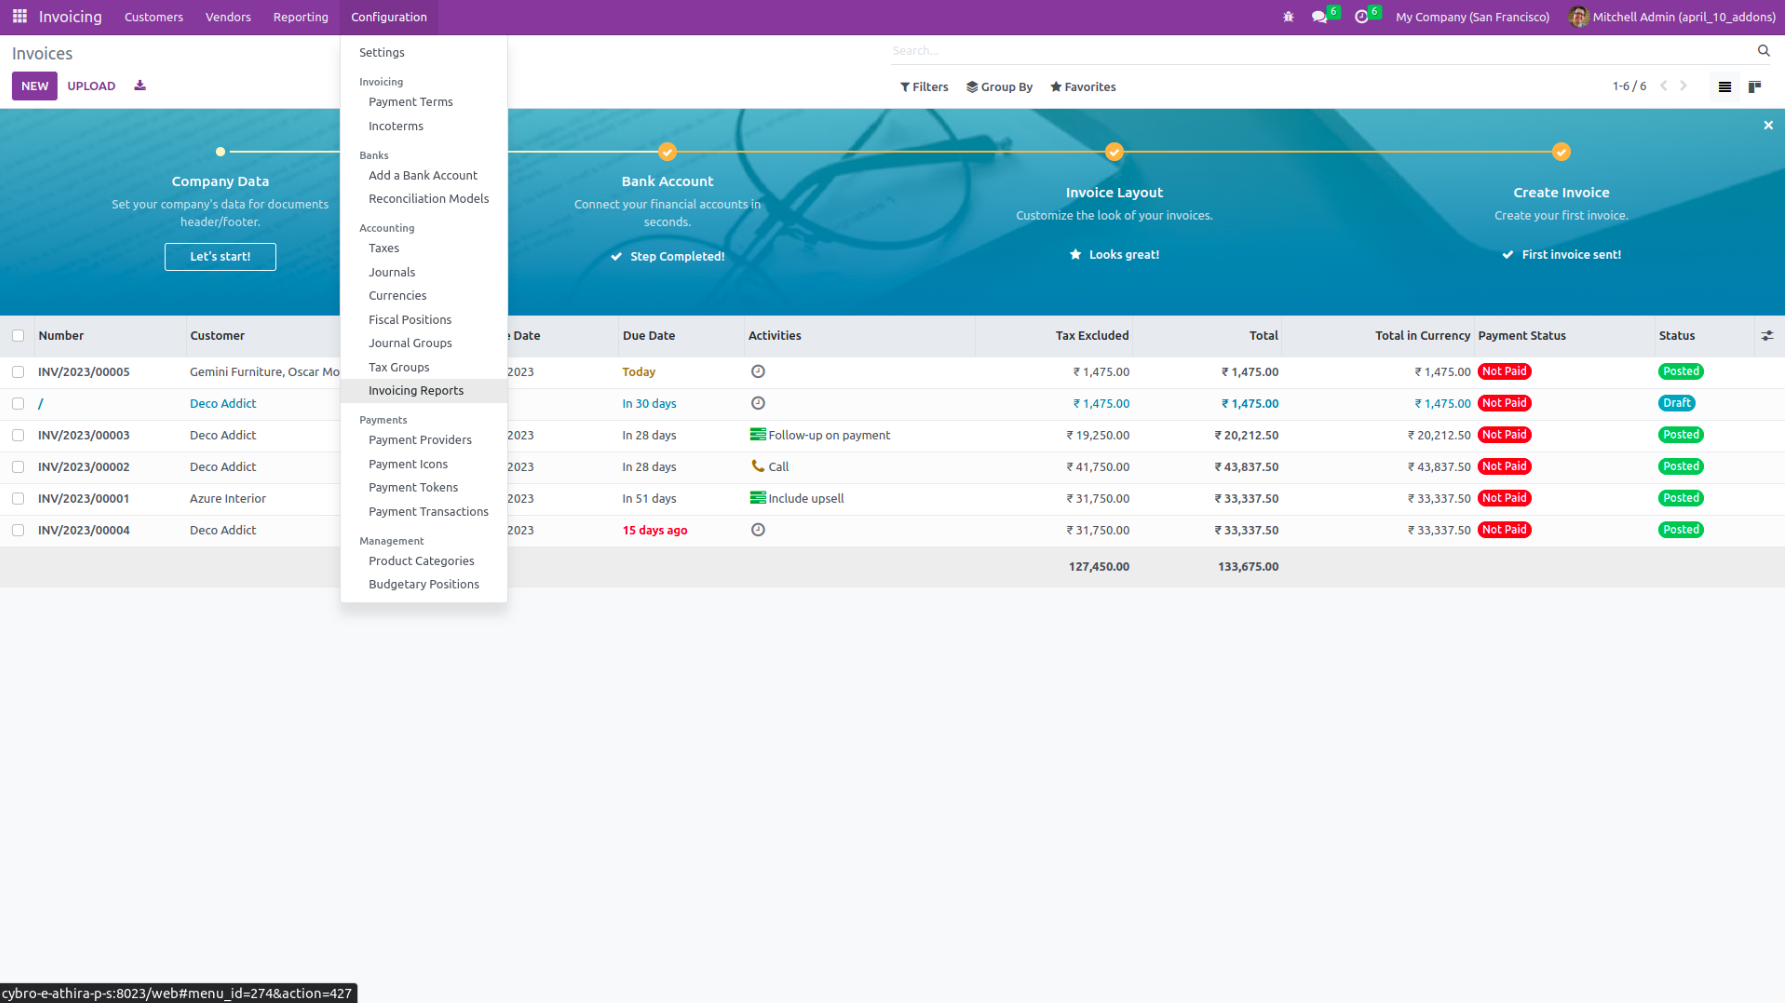 Invoicing Customers Vendors Reporting Configuration 6 6 My Company (San Francisco) Mitchell Admin (april_10_addons)
Invoices
Search...
NEW UPLOAD
Filters Group By Favorites
1-6 / 6
Settings
Invoicing
Payment Terms
Incoterms
Banks
Add a Bank Account
Reconciliation Models
Accounting
Taxes
Journals
Currencies
Fiscal Positions
Journal Groups
Tax Groups
Invoicing Reports
Payments
Payment Providers
Payment Icons
Payment Tokens
Payment Transactions
Management
Product Categories
Budgetary Positions
Company Data
Set your company's data for documents
header/footer.
Let's start!
Bank Account
Connect your financial accounts in
seconds.
Step Completed!
Invoice Layout
Customize the look of your invoices.
Looks great!
Create Invoice
Create your first invoice.
First invoice sent!
Number Customer e Date Due Date Activities Tax Excluded Total Total in Currency Payment Status Status
INV/2023/00005 Gemini Furniture, Oscar Mo 2023 Today ₹ 1,475.00 ₹ 1,475.00 ₹ 1,475.00 Not Paid Posted
/ Deco Addict In 30 days ₹ 1,475.00 ₹ 1,475.00 ₹ 1,475.00 Not Paid Draft
INV/2023/00003 Deco Addict 2023 In 28 days Follow-up on payment ₹ 19,250.00 ₹ 20,212.50 ₹ 20,212.50 Not Paid Posted
INV/2023/00002 Deco Addict 2023 In 28 days Call ₹ 41,750.00 ₹ 43,837.50 ₹ 43,837.50 Not Paid Posted
INV/2023/00001 Azure Interior 2023 In 51 days Include upsell ₹ 31,750.00 ₹ 33,337.50 ₹ 33,337.50 Not Paid Posted
INV/2023/00004 Deco Addict 2023 15 days ago ₹ 31,750.00 ₹ 33,337.50 ₹ 33,337.50 Not Paid Posted
127,450.00 133,675.00
cybro-e-athira-p-s:8023/web#menu_id=274&action=427